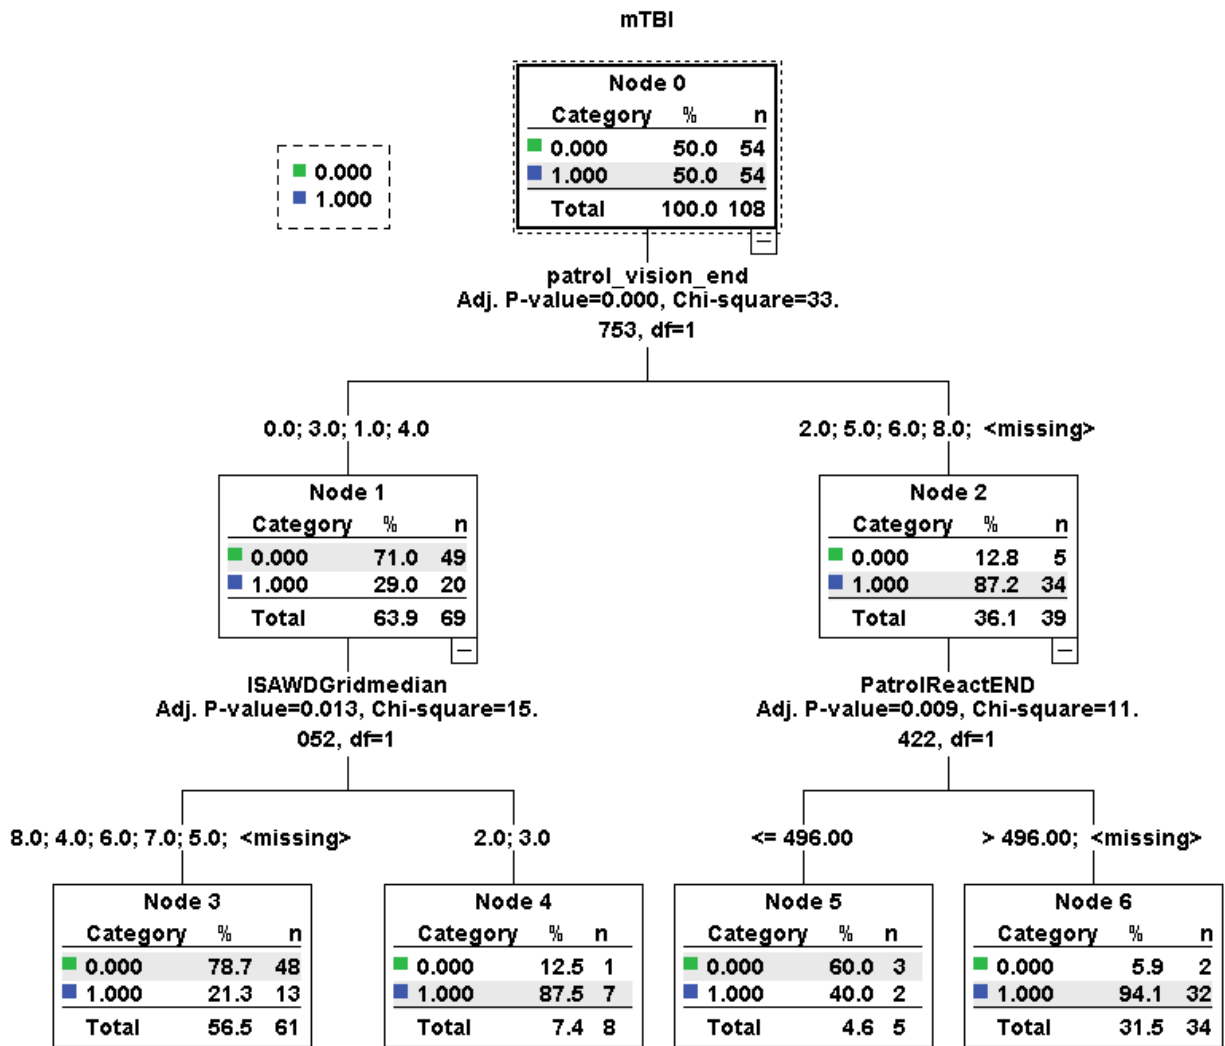 mTBI
Node 0
Category % n
0.000 50.0 54
1.000 50.0 54
Total 100.0 108
0.000
1.000
patrol_vision_end
Adj. P-value=0.000, Chi-square=33.
753, df=1
0.0; 3.0; 1.0; 4.0
2.0; 5.0; 6.0; 8.0; <missing>
Node 1
Category % n
0.000 71.0 49
1.000 29.0 20
Total 63.9 69
Node 2
Category % n
0.000 12.8 5
1.000 87.2 34
Total 36.1 39
ISAWDGridmedian
Adj. P-value=0.013, Chi-square=15.
052, df=1
PatrolReactEND
Adj. P-value=0.009, Chi-square=11.
422, df=1
8.0; 4.0; 6.0; 7.0; 5.0; <missing>
2.0; 3.0
<= 496.00
> 496.00; <missing>
Node 3
Category % n
0.000 78.7 48
1.000 21.3 13
Total 56.5 61
Node 4
Category % n
0.000 12.5 1
1.000 87.5 7
Total 7.4 8
Node 5
Category % n
0.000 60.0 3
1.000 40.0 2
Total 4.6 5
Node 6
Category % n
0.000 5.9 2
1.000 94.1 32
Total 31.5 34